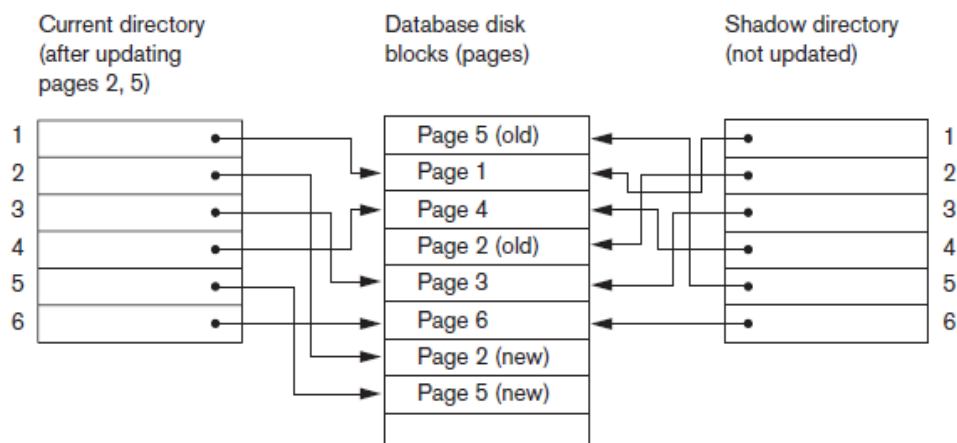 Current directory
(after updating
pages 2, 5)
Database disk
blocks (pages)
Shadow directory
(not updated)
1
2
3
4
5
6
Page 5 (old)
Page 1
Page 4
Page 2 (old)
Page 3
Page 6
Page 2 (new)
Page 5 (new)
1
2
3
4
5
6